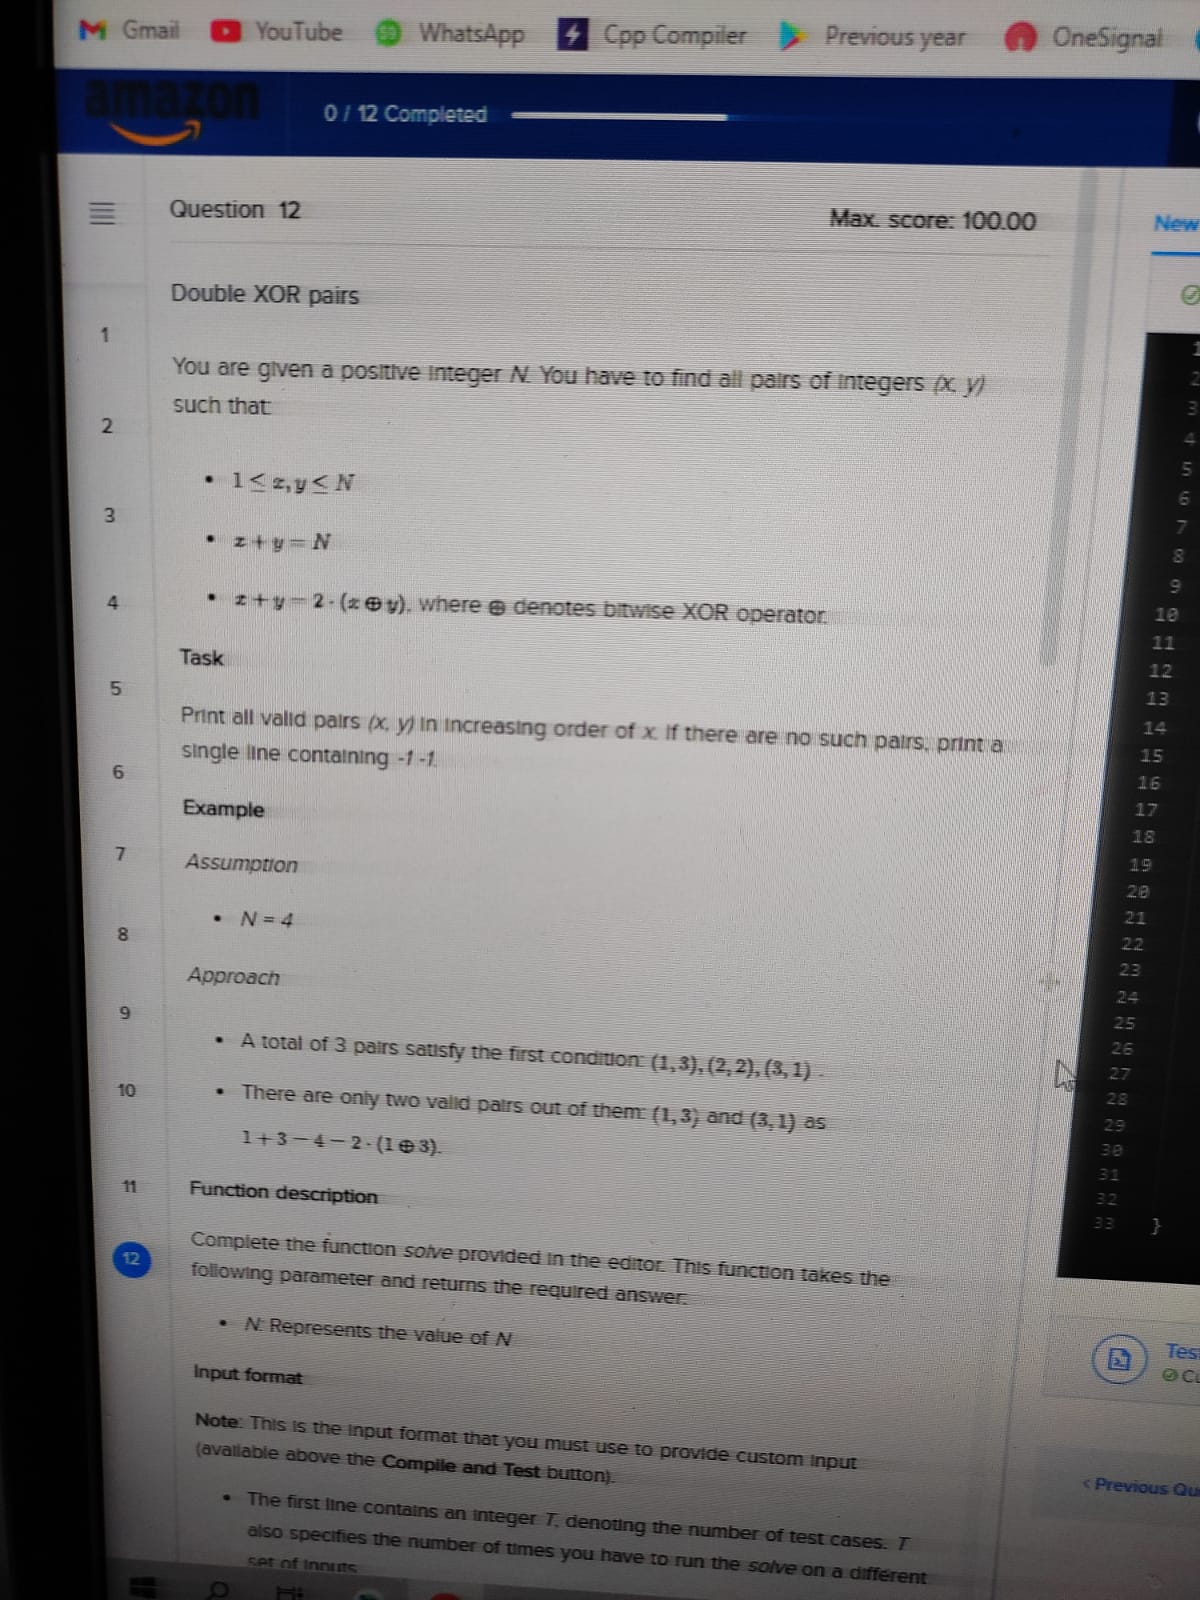 Gmail YouTube WhatsApp Cpp Compiler Previous year OneSignal
amazon
0 / 12 Completed
Question 12
Max. score: 100.00
New
Double XOR pairs
You are given a positive integer N. You have to find all pairs of integers (x, y)
such that:
• 1 ≤ x, y ≤ N
• x + y = N
• x + y = 2 · (x ⊕ y), where ⊕ denotes bitwise XOR operator.
Task
Print all valid pairs (x, y) in increasing order of x. If there are no such pairs, print a
single line containing -1 -1.
Example
Assumption
• N = 4
Approach
• A total of 3 pairs satisfy the first condition: (1, 3), (2, 2), (3, 1) .
• There are only two valid pairs out of them: (1, 3) and (3, 1) as
1 + 3 = 4 = 2 · (1 ⊕ 3).
Function description
Complete the function solve provided in the editor. This function takes the
following parameter and returns the required answer:
• N: Represents the value of N
Input format
Note: This is the input format that you must use to provide custom input
(available above the Compile and Test button).
• The first line contains an integer T, denoting the number of test cases. T
also specifies the number of times you have to run the solve on a different
set of inputs
1
2
3
4
5
6
7
8
9
10
11
12
1
2
3
4
5
6
7
8
9
10
11
12
13
14
15
16
17
18
19
20
21
22
23
24
25
26
27
28
29
30
31
32
33 }
Tes
Cu
< Previous Qu